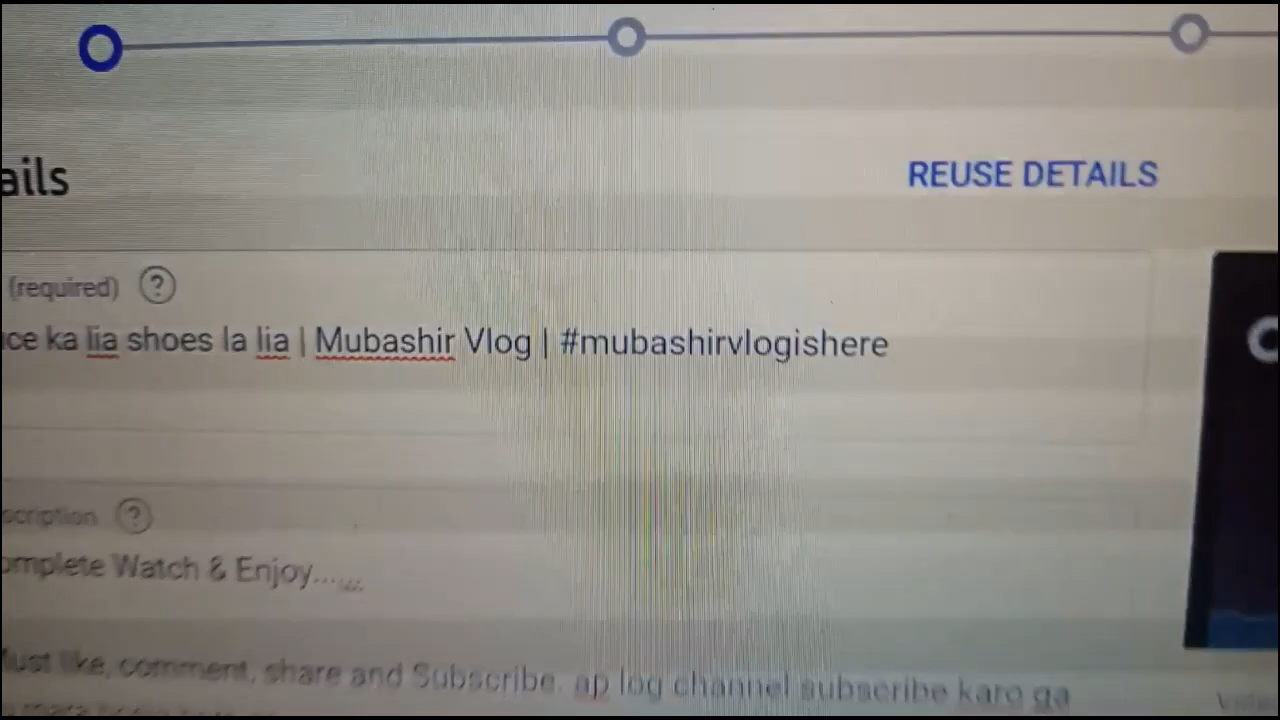 ails
REUSE DETAILS
(required) ?
ce ka lia shoes la lia | Mubashir Vlog | #mubashirvlogishere
scription ?
omplete Watch & Enjoy......
Must like, comment, share and Subscribe. ap log channel subscribe karo ga